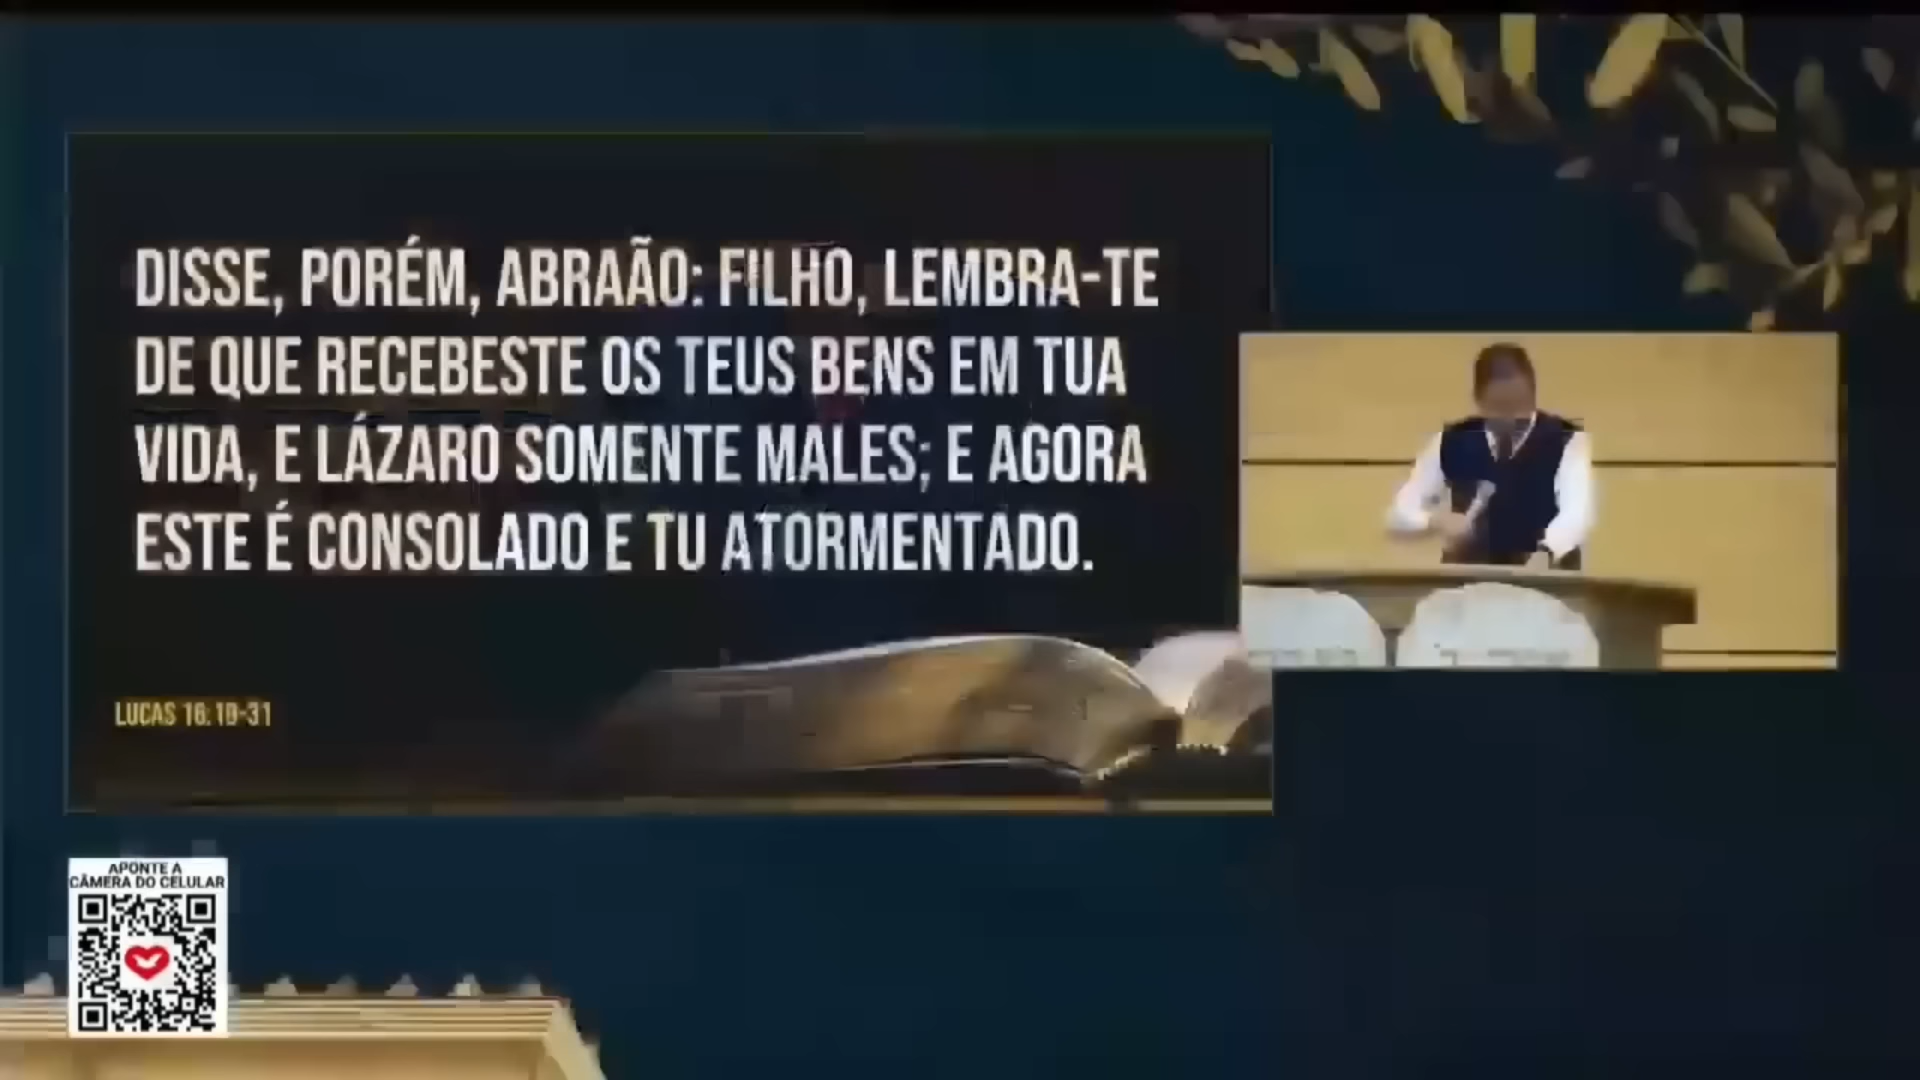 DISSE, PORÉM, ABRAÃO: FILHO, LEMBRA-TE
DE QUE RECEBESTE OS TEUS BENS EM TUA
VIDA, E LÁZARO SOMENTE MALES; E AGORA
ESTE É CONSOLADO E TU ATORMENTADO.
LUCAS 16:19-31
APONTE A
CÂMERA DO CELULAR